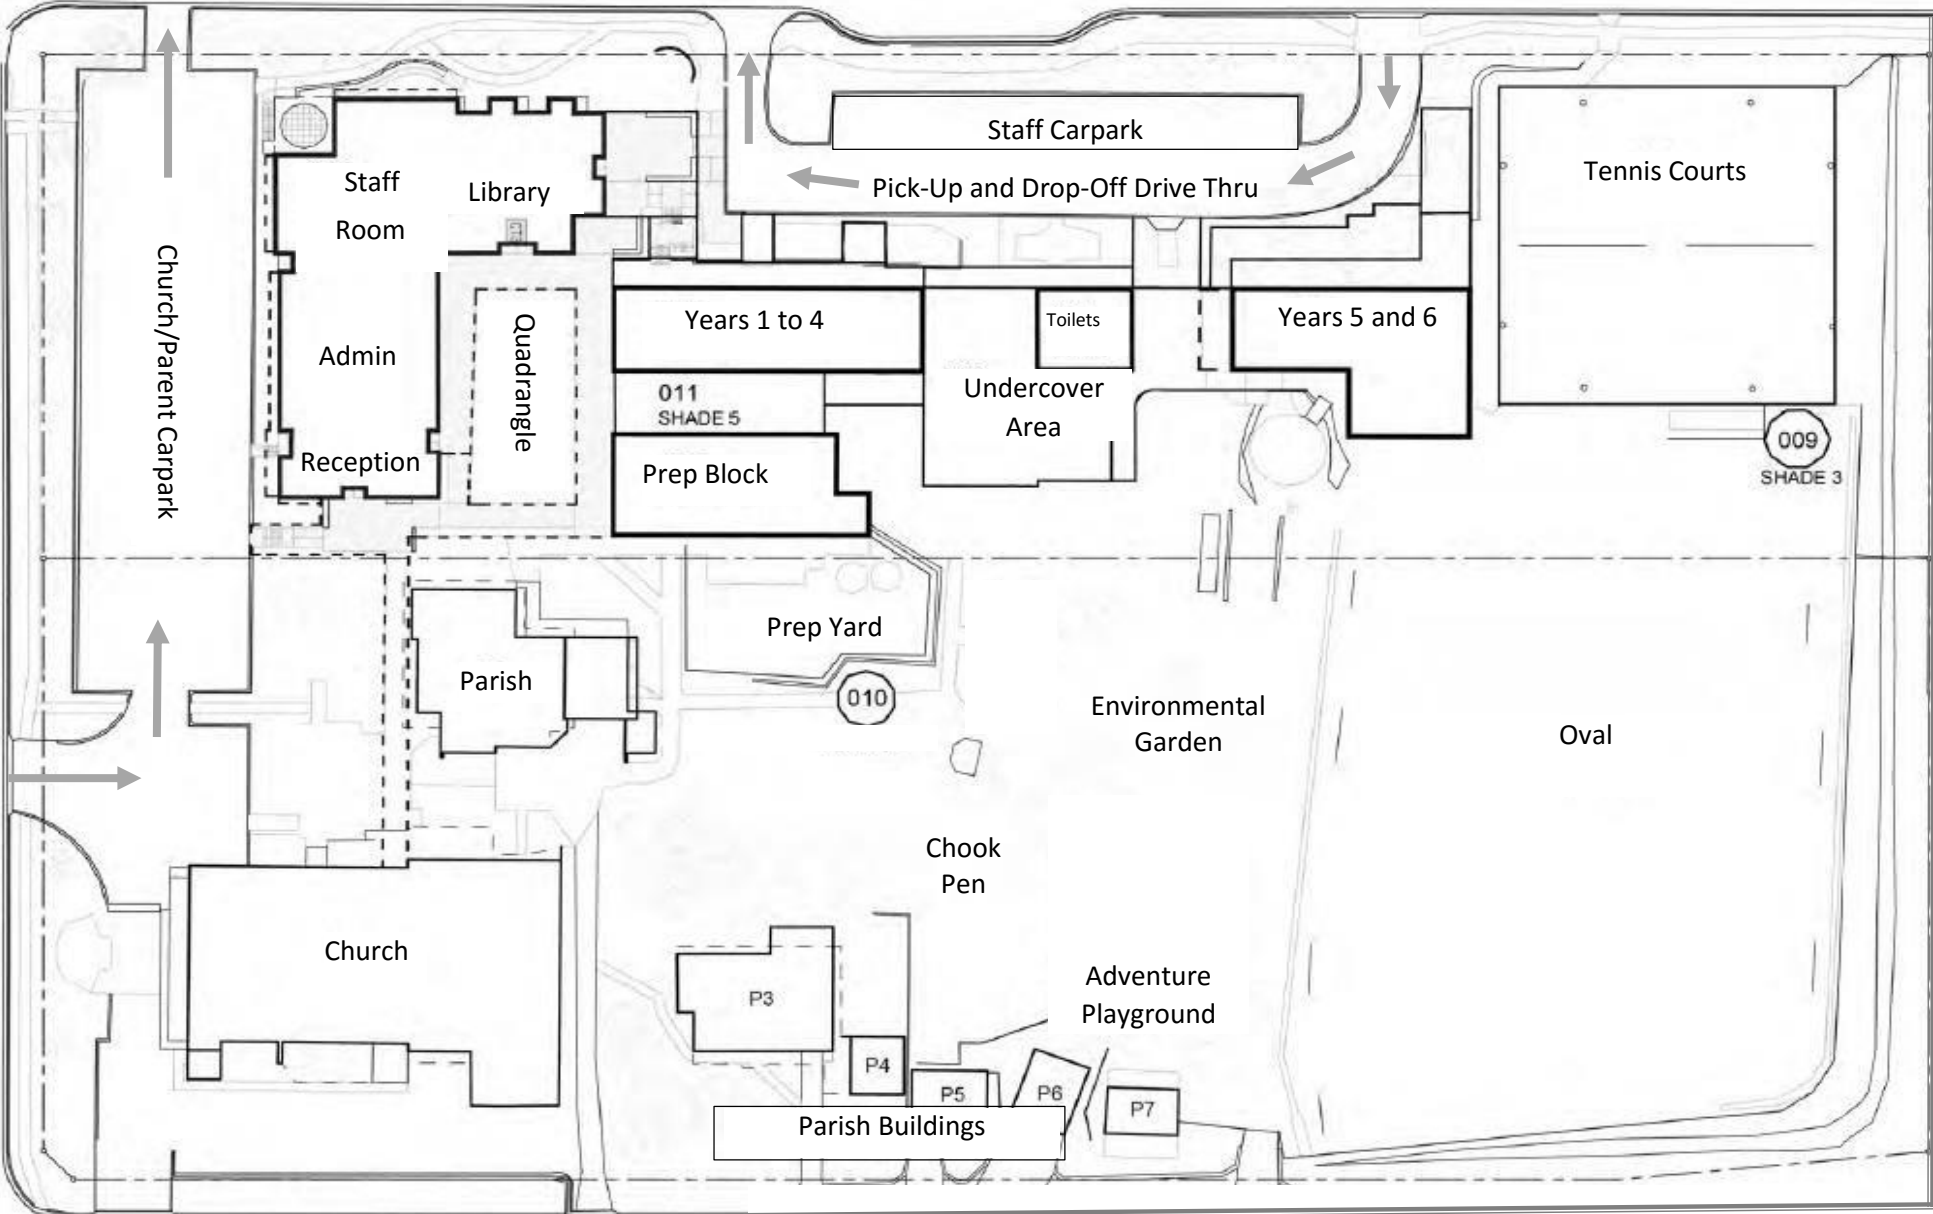 Staff Carpark
Pick-Up and Drop-Off Drive Thru
Tennis Courts
Staff
Room
Library
Church/Parent Carpark
Admin
Quadrangle
Reception
Years 1 to 4
Toilets
Years 5 and 6
011
SHADE 5
Undercover
Area
Prep Block
009
SHADE 3
Prep Yard
Parish
010
Environmental
Garden
Oval
Chook
Pen
Church
Adventure
Playground
P3
P4
P5
P6
P7
Parish Buildings